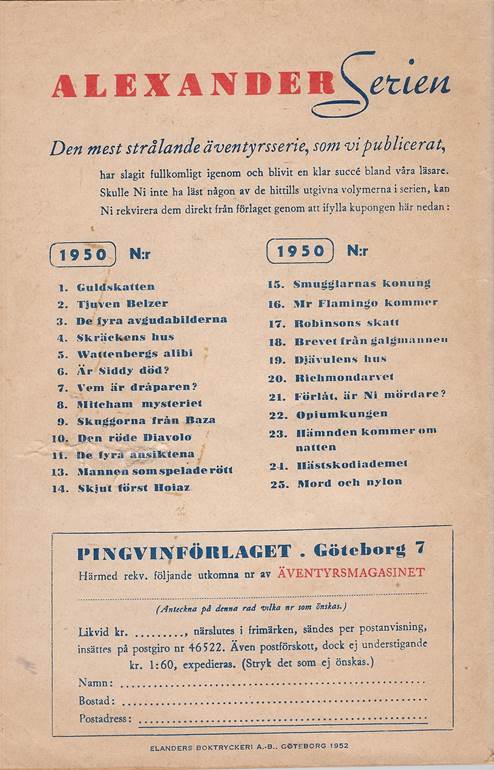 ALEXANDER Serien
Den mest strålande äventyrsserie, som vi publicerat,
har slagit fullkomligt igenom och blivit en klar succé bland våra läsare.
Skulle Ni inte ha läst någon av de hittills utgivna volymerna i serien, kan
Ni rekvirera dem direkt från förlaget genom att ifylla kupongen här nedan:
1950 N:r
1. Guldskatten
2. Tjuven Belzer
3. De fyra avgudabilderna
4. Skräckens hus
5. Wattenbergs alibi
6. Är Siddy död?
7. Vem är dråparen?
8. Mitcham mysteriet
9. Skuggorna från Baza
10. Den röde Diavolo
11. De fyra ansiktena
13. Mannen som spelade rött
14. Skjut först Hoiaz
1950 N:r
15. Smugglarnas konung
16. Mr Flamingo kommer
17. Robinsons skatt
18. Brevet från galgmannen
19. Djävulens hus
20. Richmondarvet
21. Förlåt, är Ni mördare?
22. Opiumkungen
23. Hämnden kommer om
natten
24. Hästskodiademet
25. Mord och nylon
PINGVINFÖRLAGET . Göteborg 7
Härmed rekv. följande utkomna nr av ÄVENTYRSMAGASINET
(Anteckna på denna rad vilka nr som önskas.)
Likvid kr. ........., närslutes i frimärken, sändes per postanvisning,
insättes på postgiro nr 46522. Även postförskott, dock ej understigande
kr. 1:60, expedieras. (Stryk det som ej önskas.)
Namn:
Bostad:
Postadress:
ELANDERS BOKTRYCKERI A.-B., GÖTEBORG 1952